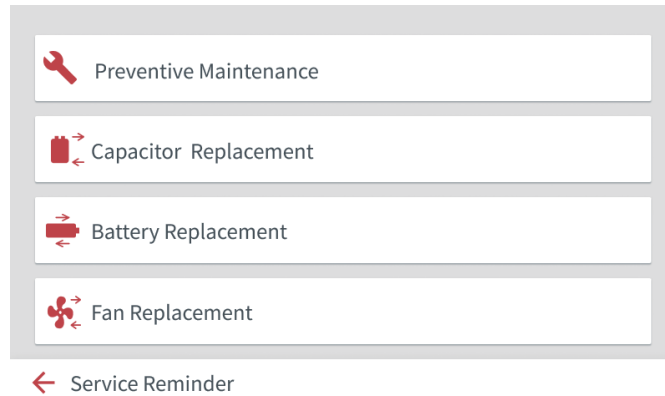 Preventive Maintenance
Capacitor Replacement
Battery Replacement
Fan Replacement
Service Reminder